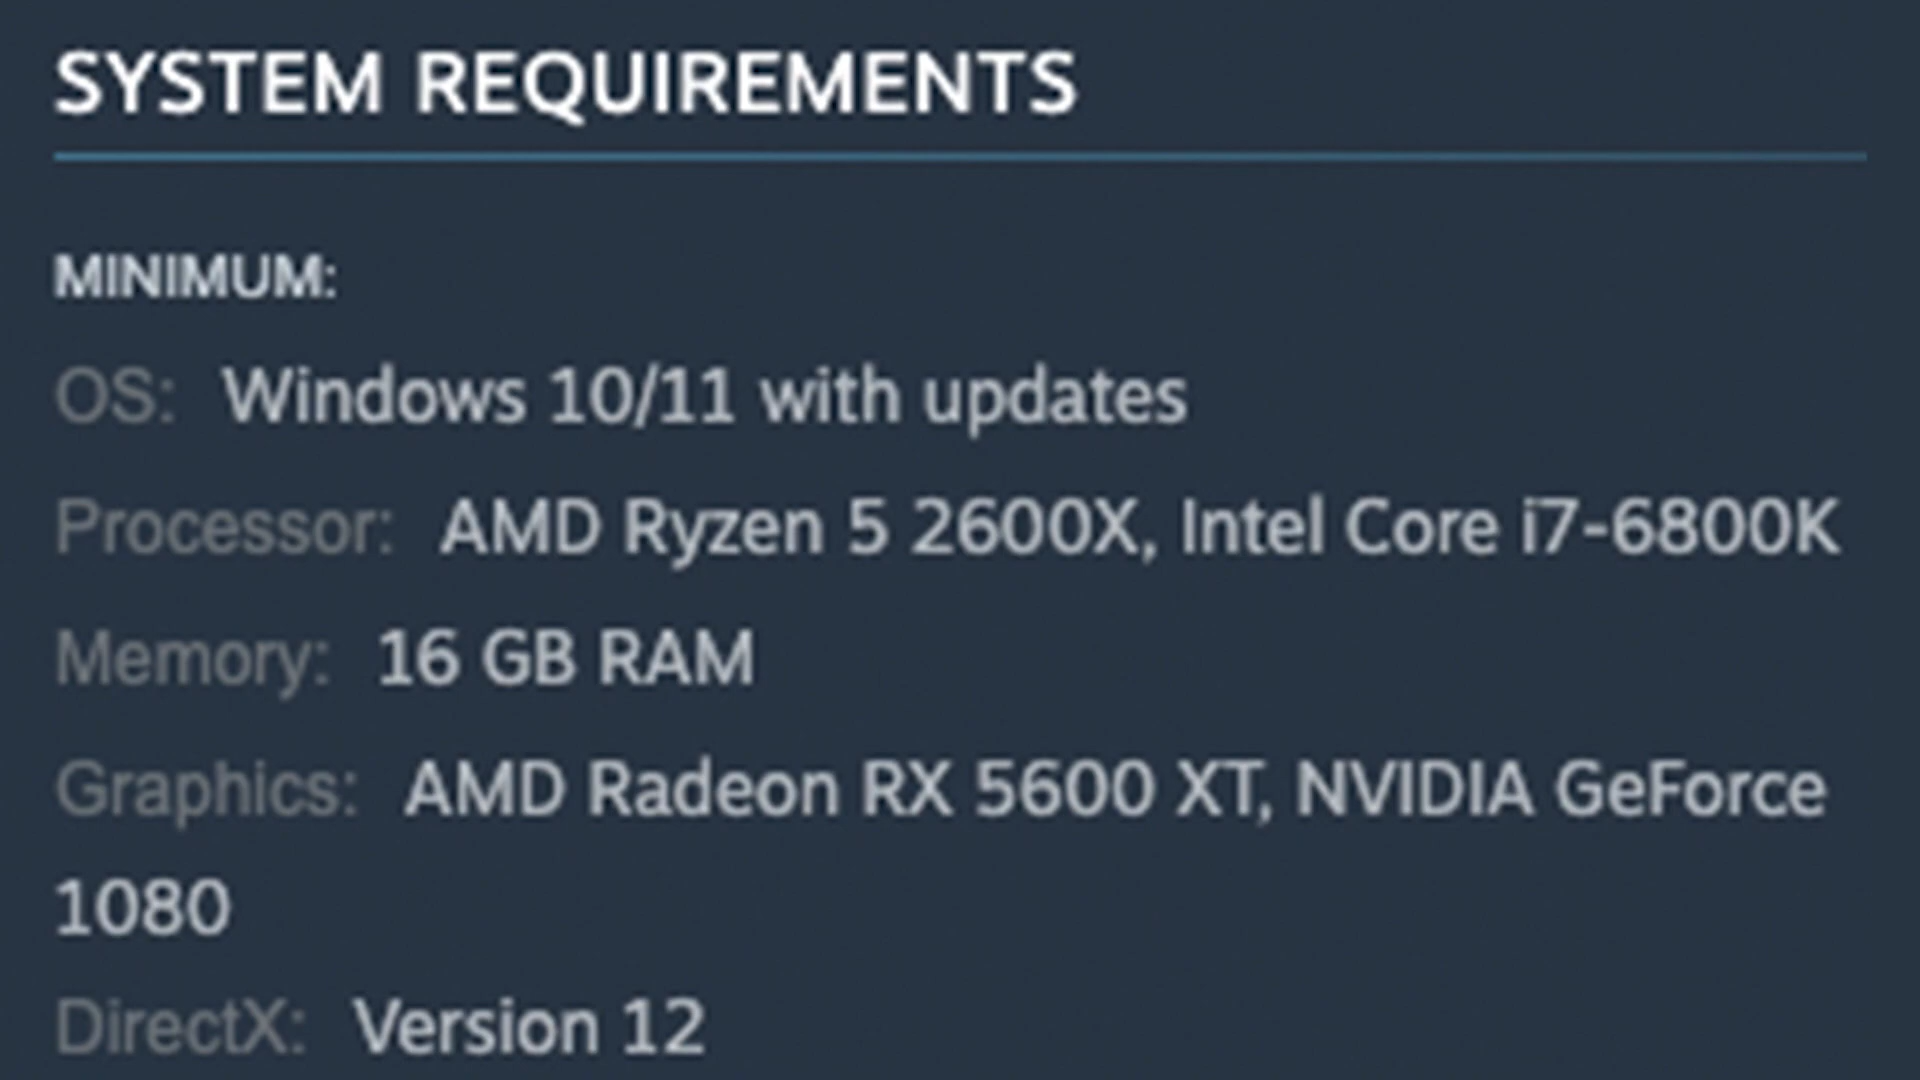 SYSTEM REQUIREMENTS
MINIMUM:
OS: Windows 10/11 with updates
Processor: AMD Ryzen 5 2600X, Intel Core i7-6800K
Memory: 16 GB RAM
Graphics: AMD Radeon RX 5600 XT, NVIDIA GeForce
1080
DirectX: Version 12